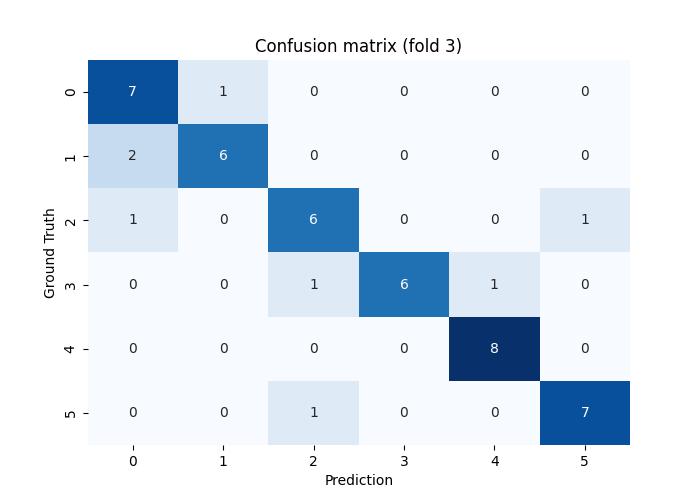 Confusion matrix (fold 3)
0 7 1 0 0 0 0
1 2 6 0 0 0 0
2 1 0 6 0 0 1
3 0 0 1 6 1 0
4 0 0 0 0 8 0
5 0 0 1 0 0 7
0 1 2 3 4 5
Ground Truth
Prediction